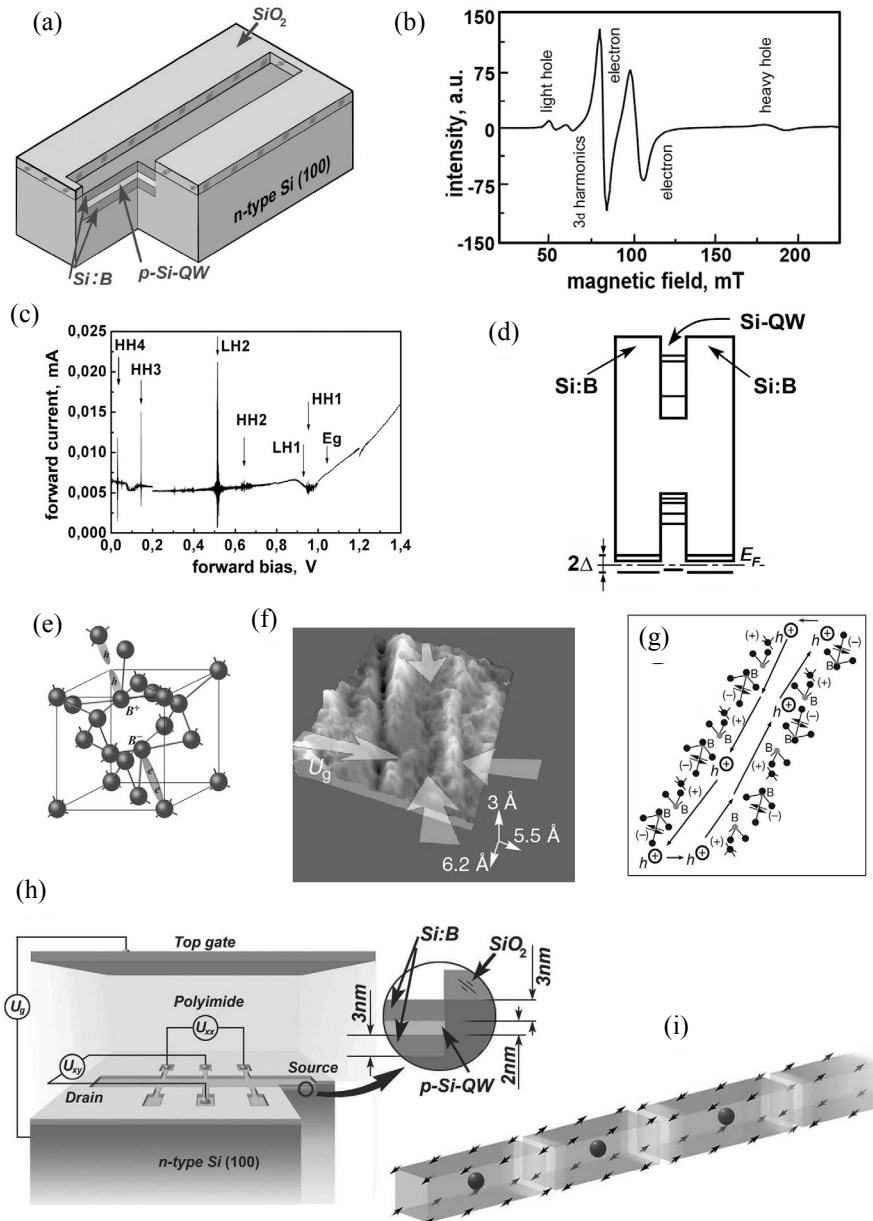 (a)
SiO2
n-type Si (100)
Si:B
p-Si-QW
(b)
intensity, a.u.
150
75
0
-75
-150
light hole
3d harmonics
electron
electron
heavy hole
50
100
150
200
magnetic field, mT
(c)
forward current, mA
0,025
0,020
0,015
0,010
0,005
0,000
HH4
HH3
LH2
HH2
LH1
HH1
Eg
0,0
0,2
0,4
0,6
0,8
1,0
1,2
1,4
forward bias, V
(d)
Si-QW
Si:B
Si:B
2Δ
EF
(e)
h
h
B+
B−
e
e
(f)
Ug
3 Å
5.5 Å
6.2 Å
(g)
(+)
h
+
h
+
B
(−)
(+)
B
B
(−)
(+)
B
(−)
h
+
B
(+)
B
(−)
h
+
B
(+)
B
(−)
(+)
B
B
(−)
(+)
B
(−)
h
+
h
+
(h)
Top gate
Ug
Polyimide
Uxx
Uxy
Source
Drain
n-type Si (100)
Si:B
SiO2
3nm
3nm
2nm
p-Si-QW
(i)